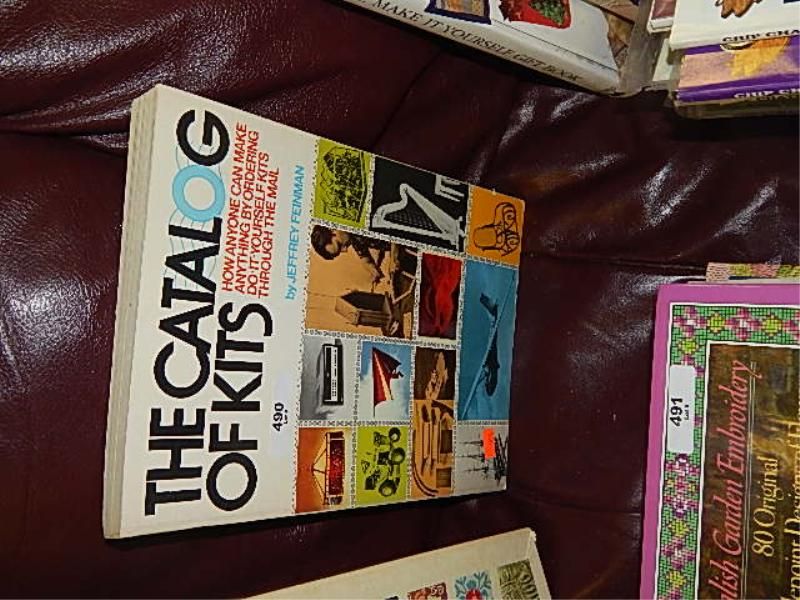 THE CATALOG
OF KITS
HOW ANYONE CAN MAKE
ANYTHING BY ORDERING
DO-IT-YOURSELF KITS
THROUGH THE MAIL
by JEFFREY FEINMAN
490
MAKE IT YOURSELF GIFT BOOK
491
Garden Embroidery
80 Original